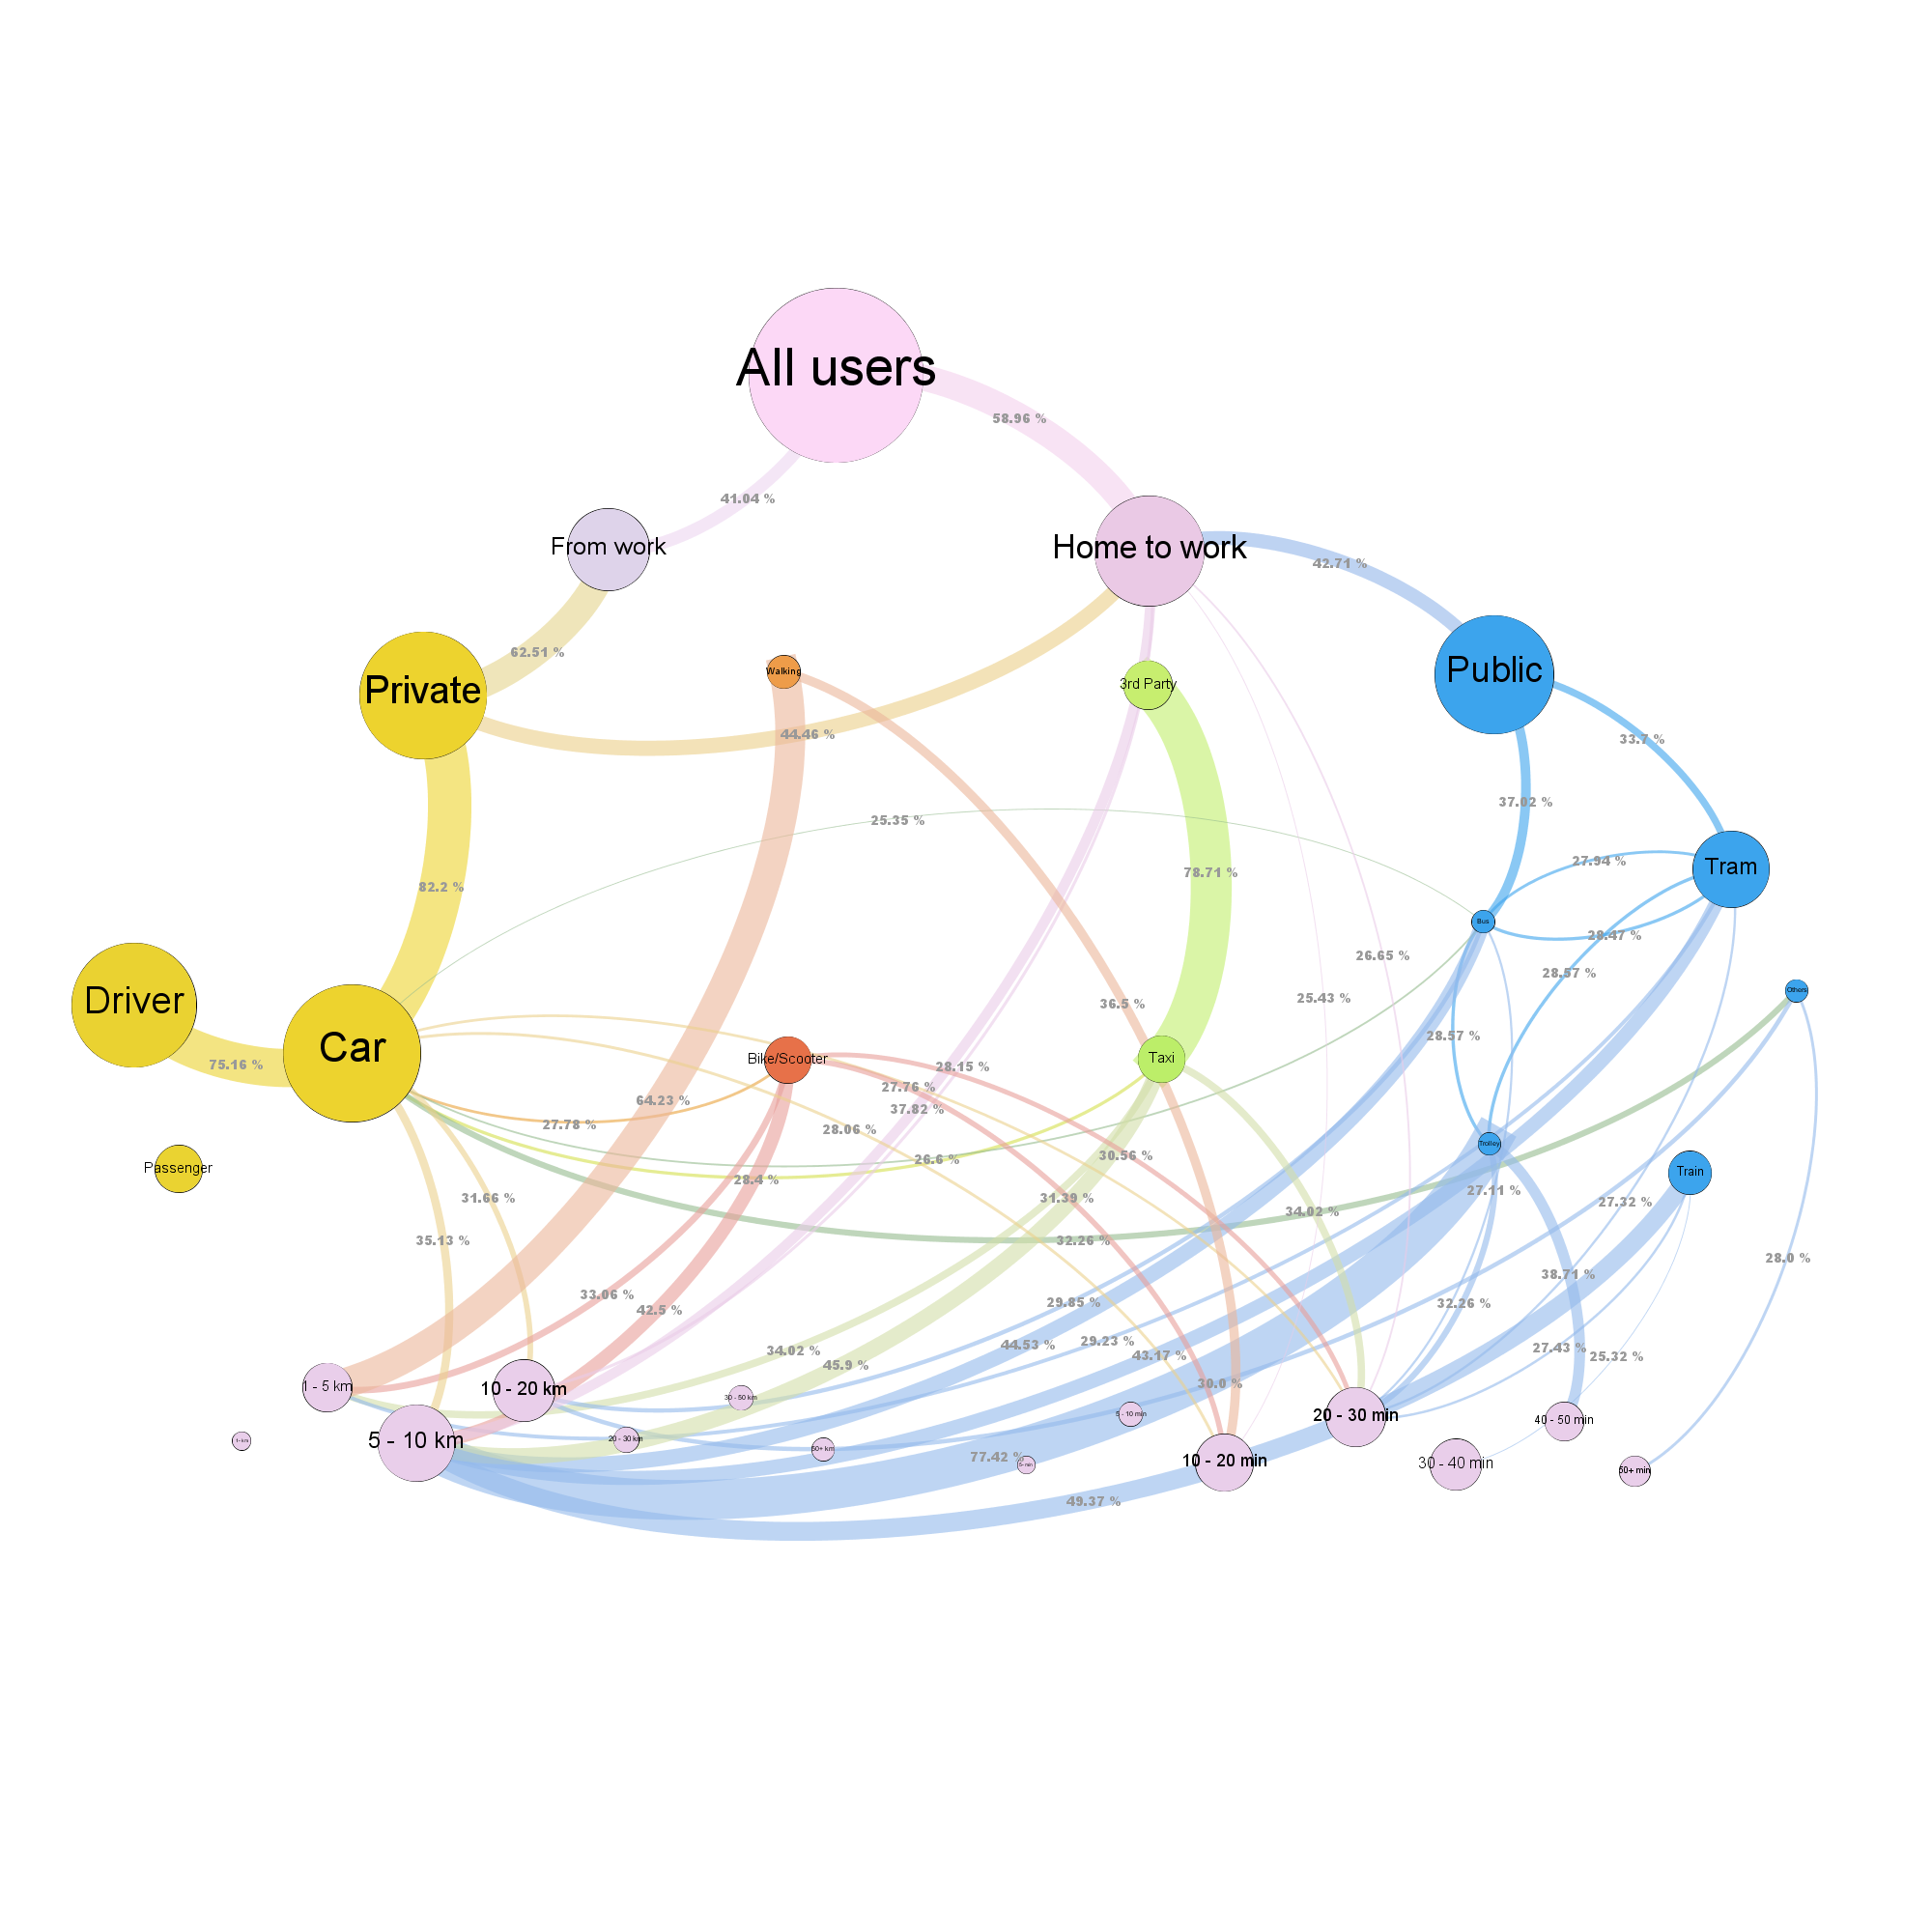 All users
58.96 %
41.04 %
From work
Home to work
42.71 %
62.51 %
Private
Walking
3rd Party
Public
44.46 %
33.7 %
37.02 %
25.35 %
27.94 %
Tram
82.2 %
78.71 %
Bus
28.47 %
26.65 %
28.57 %
Others
Driver
36.5 %
25.43 %
Car
28.57 %
75.16 %
Bike/Scooter
Taxi
28.15 %
27.76 %
64.23 %
37.82 %
27.78 %
28.06 %
Trolley
Passenger
26.6 %
30.56 %
Train
28.4 %
31.66 %
31.39 %
27.11 %
27.32 %
34.02 %
35.13 %
32.26 %
28.0 %
38.71 %
33.06 %
42.5 %
29.85 %
32.26 %
44.53 %
29.23 %
43.17 %
27.43 %
25.32 %
34.02 %
45.9 %
30.0 %
1 - 5 km
10 - 20 km
30 - 50 km
5 - 10 min
20 - 30 min
40 - 50 min
5 - 10 km
20 - 30 km
50+ km
77.42 %
10 - 20 min
30 - 40 min
50+ min
49.37 %